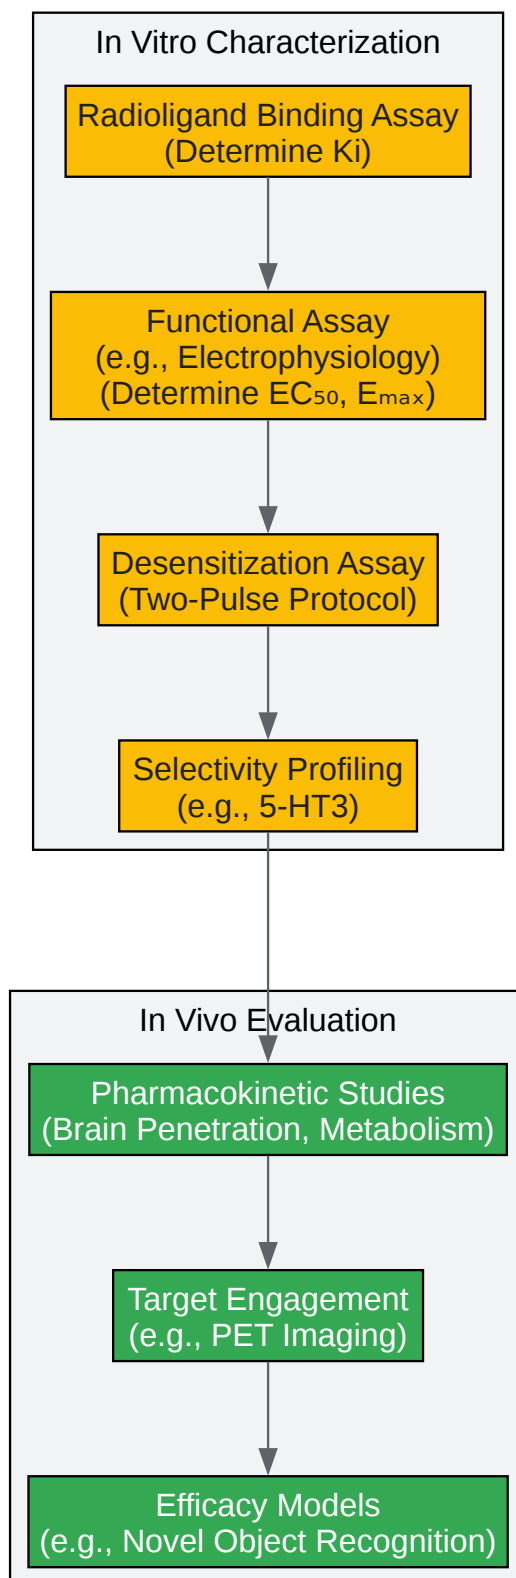 In Vitro Characterization
Radioligand Binding Assay
(Determine Ki)
Functional Assay
(e.g., Electrophysiology)
(Determine EC₅₀, Eₘₐₓ)
Desensitization Assay
(Two-Pulse Protocol)
Selectivity Profiling
(e.g., 5-HT3)
In Vivo Evaluation
Pharmacokinetic Studies
(Brain Penetration, Metabolism)
Target Engagement
(e.g., PET Imaging)
Efficacy Models
(e.g., Novel Object Recognition)